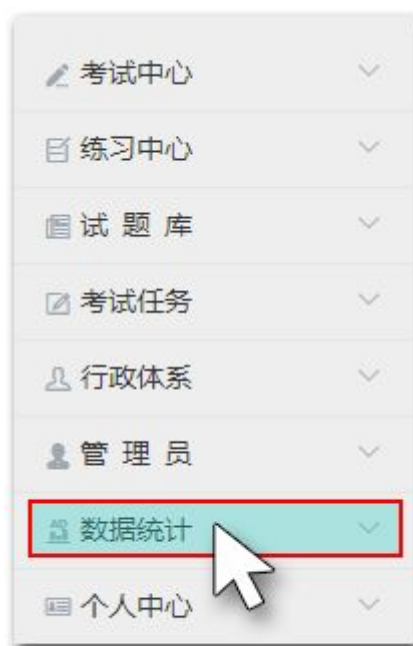 考试中心
练习中心
试 题 库
考试任务
行政体系
管 理 员
数据统计
个人中心